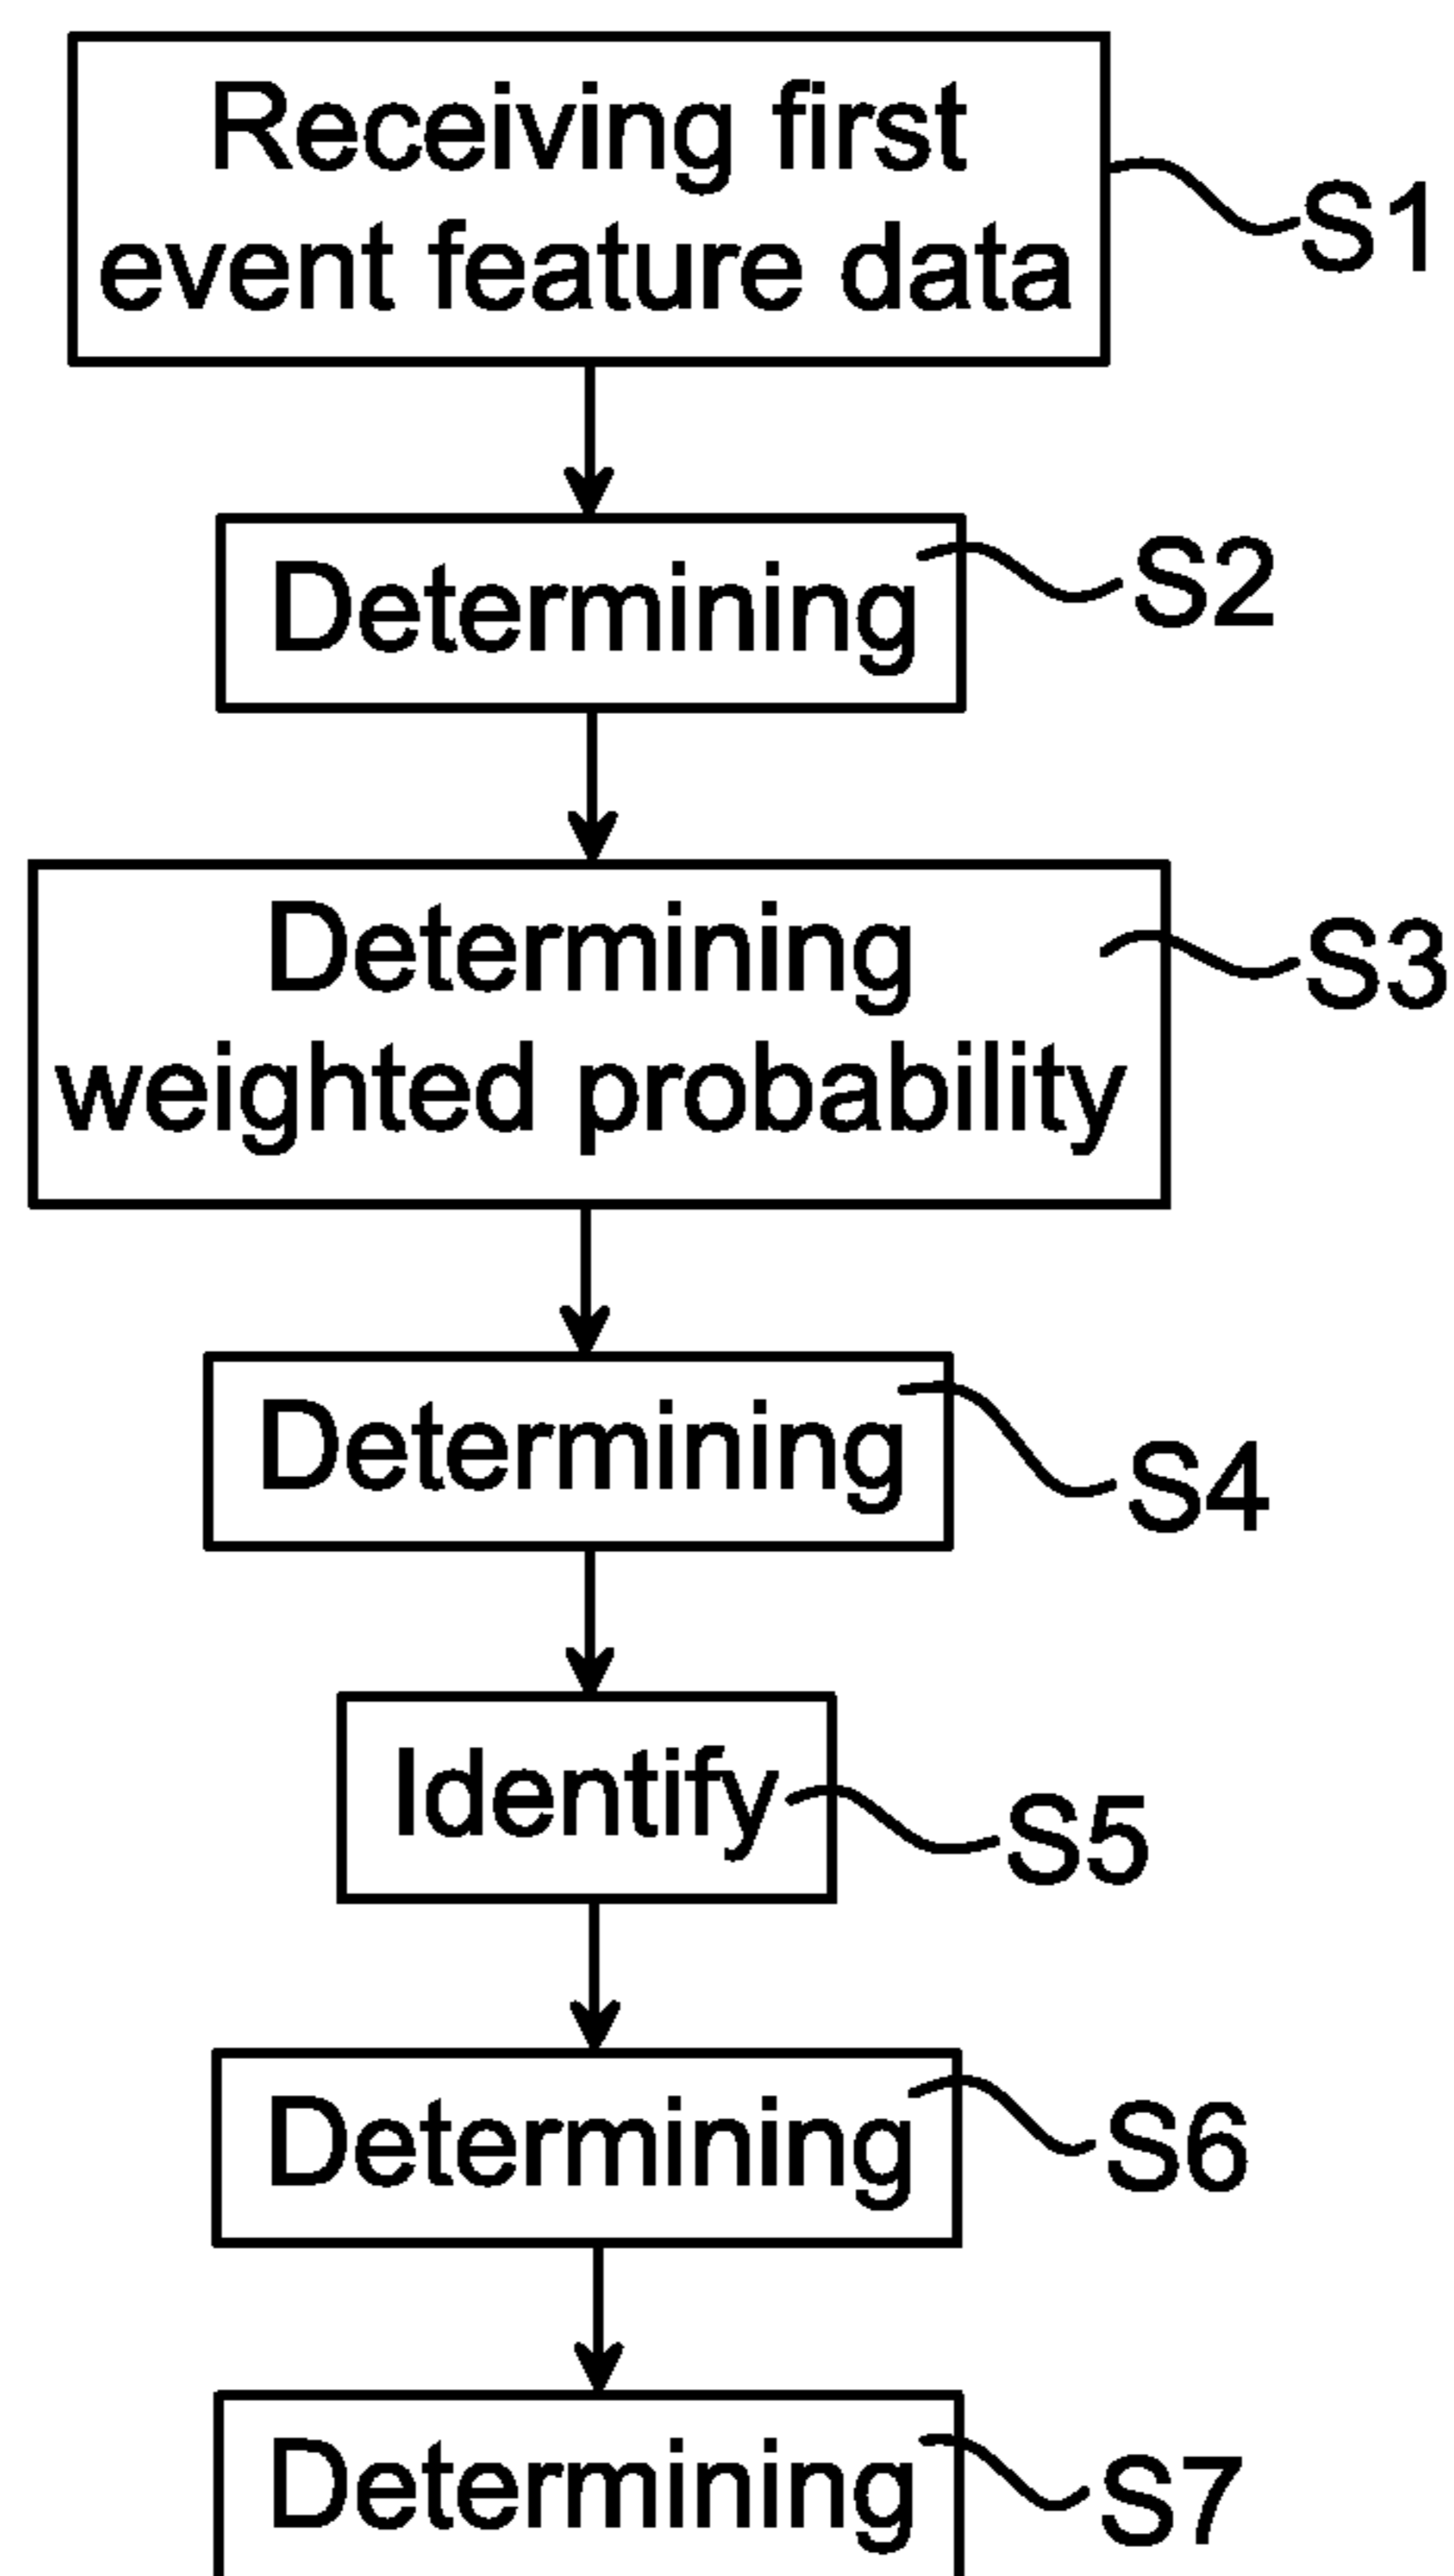 Receiving first
event feature data
S1
Determining
S2
Determining
weighted probability
S3
Determining
S4
Identify
S5
Determining
S6
Determining
S7